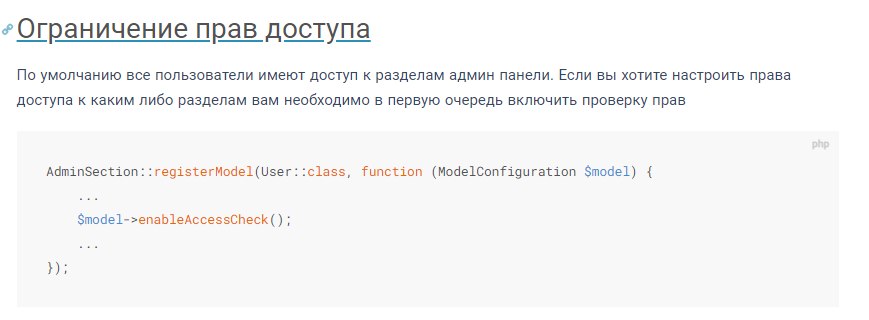 Ограничение прав доступа
По умолчанию все пользователи имеют доступ к разделам админ панели. Если вы хотите настроить права
доступа к каким либо разделам вам необходимо в первую очередь включить проверку прав
php
AdminSection::registerModel(User::class, function (ModelConfiguration $model) {
    ...
    $model->enableAccessCheck();
    ...
});